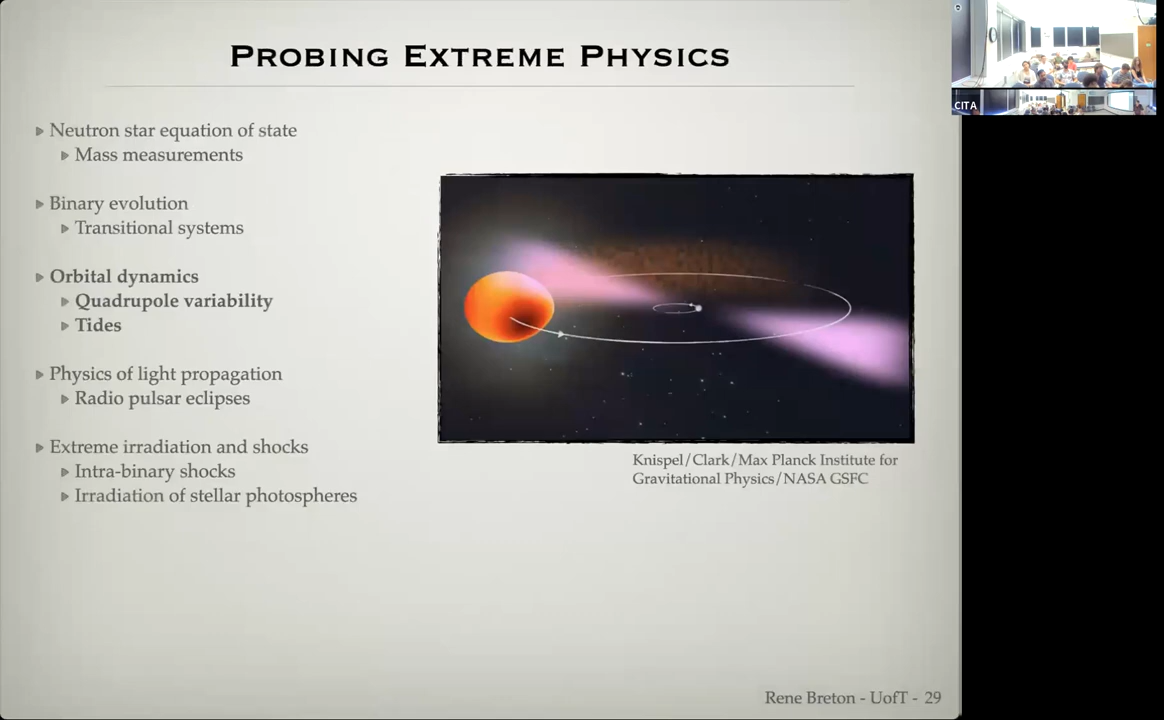 Probing Extreme Physics
Neutron star equation of state
Mass measurements
Binary evolution
Transitional systems
Orbital dynamics
Quadrupole variability
Tides
Physics of light propagation
Radio pulsar eclipses
Extreme irradiation and shocks
Intra-binary shocks
Irradiation of stellar photospheres
Knispel/Clark/Max Planck Institute for
Gravitational Physics/NASA GSFC
Rene Breton - UofT - 29
CITA